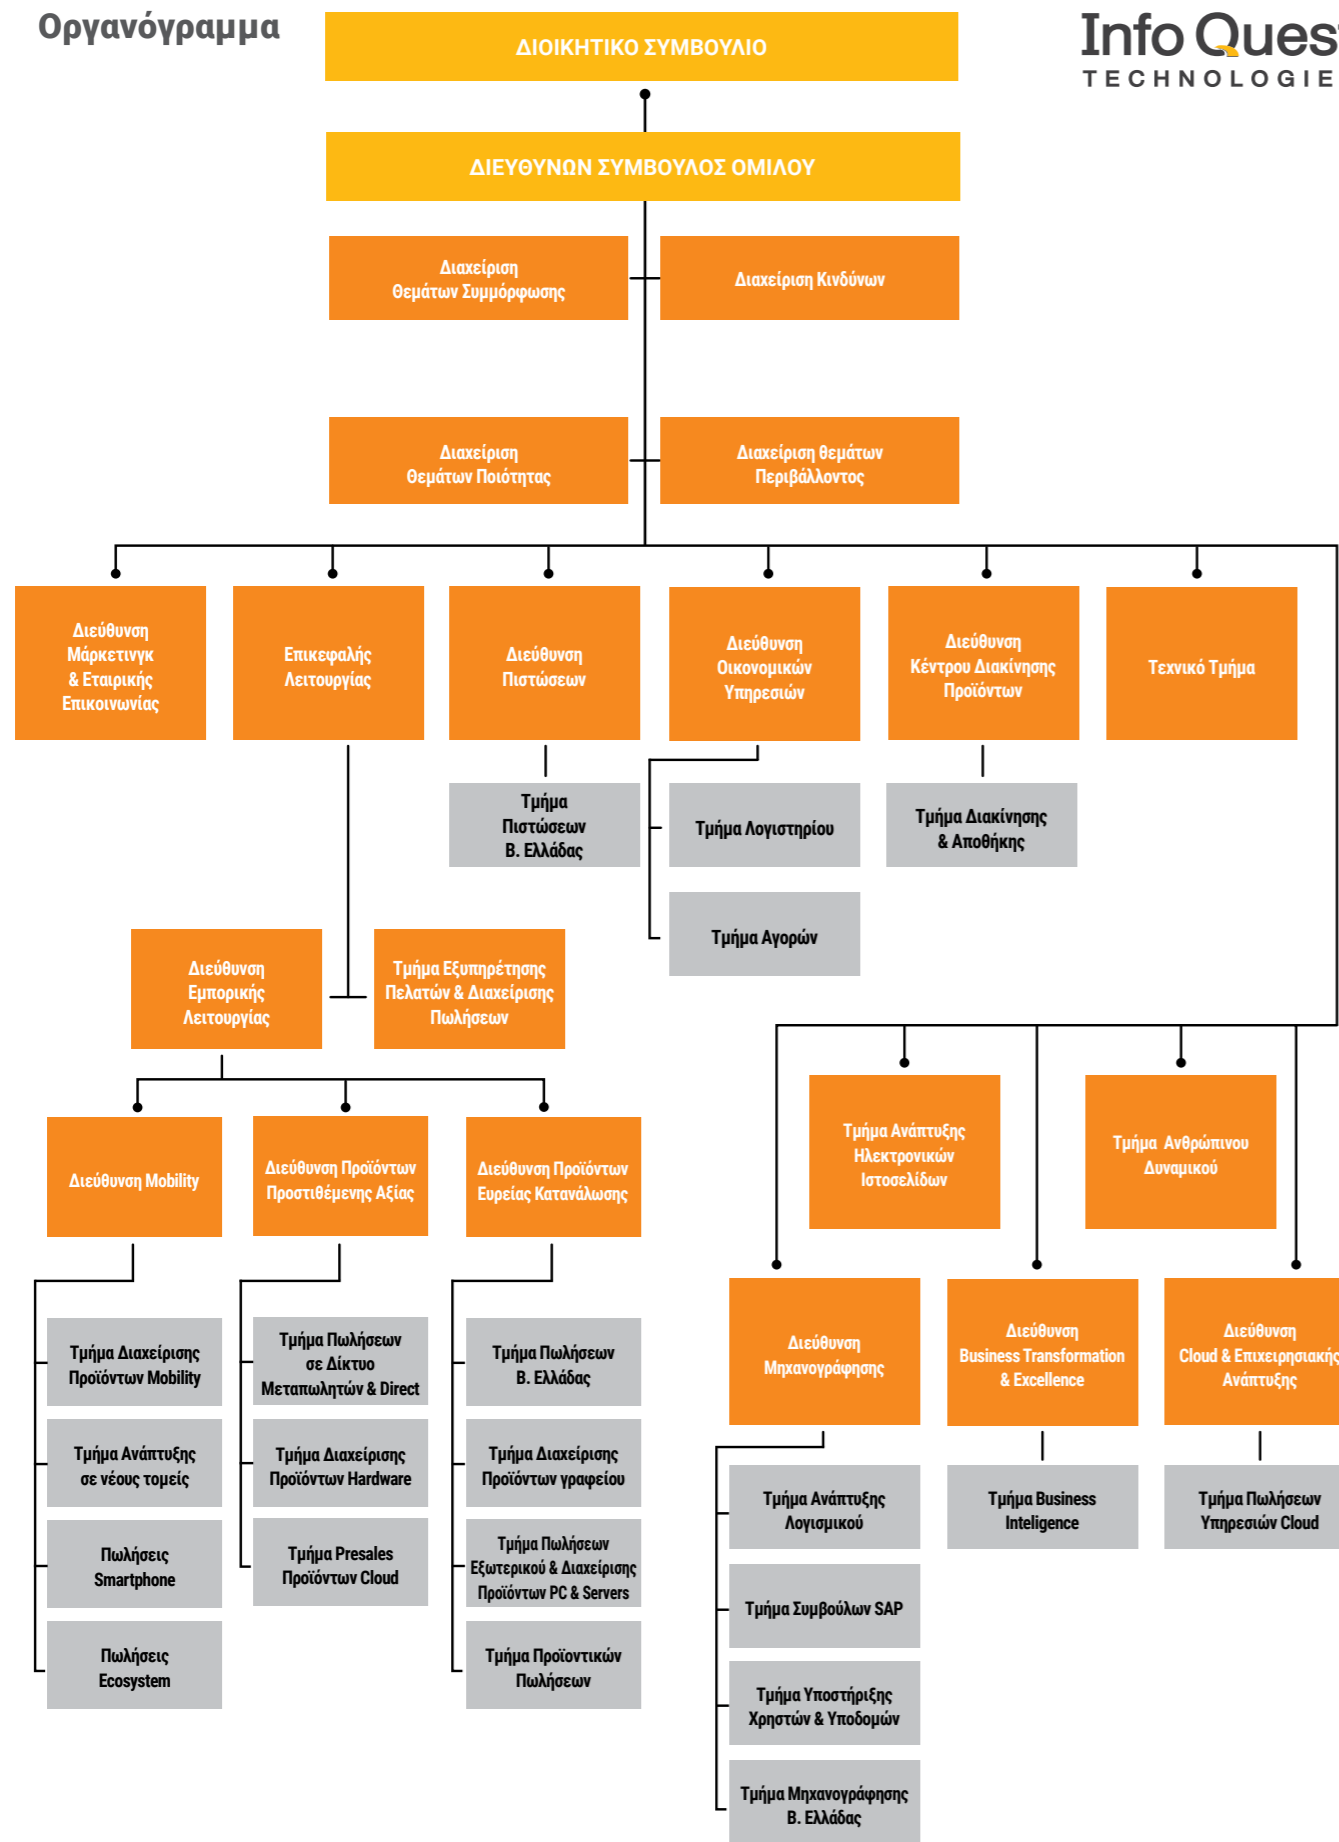 Οργανόγραμμα
Info Quest
TECHNOLOGIE
ΔΙΟΙΚΗΤΙΚΟ ΣΥΜΒΟΥΛΙΟ
ΔΙΕΥΘΥΝΩΝ ΣΥΜΒΟΥΛΟΣ ΟΜΙΛΟΥ
Διαχείριση
Θεμάτων Συμμόρφωσης
Διαχείριση Κινδύνων
Διαχείριση
Θεμάτων Ποιότητας
Διαχείριση θεμάτων
Περιβάλλοντος
Διεύθυνση
Μάρκετινγκ
& Εταιρικής
Επικοινωνίας
Επικεφαλής
Λειτουργίας
Διεύθυνση
Πιστώσεων
Διεύθυνση
Οικονομικών
Υπηρεσιών
Διεύθυνση
Κέντρου Διακίνησης
Προϊόντων
Τεχνικό Τμήμα
Τμήμα
Πιστώσεων
Β. Ελλάδας
Τμήμα Λογιστηρίου
Τμήμα Διακίνησης
& Αποθήκης
Τμήμα Αγορών
Διεύθυνση
Εμπορικής
Λειτουργίας
Τμήμα Εξυπηρέτησης
Πελατών & Διαχείρισης
Πωλήσεων
Διεύθυνση Mobility
Διεύθυνση Προϊόντων
Προστιθέμενης Αξίας
Διεύθυνση Προϊόντων
Ευρείας Κατανάλωσης
Τμήμα Ανάπτυξης
Ηλεκτρονικών
Ιστοσελίδων
Τμήμα Ανθρώπινου
Δυναμικού
Τμήμα Διαχείρισης
Προϊόντων Mobility
Τμήμα Ανάπτυξης
σε νέους τομείς
Πωλήσεις
Smartphone
Πωλήσεις
Ecosystem
Τμήμα Πωλήσεων
σε Δίκτυο
Μεταπωλητών & Direct
Τμήμα Διαχείρισης
Προϊόντων Hardware
Τμήμα Presales
Προϊόντων Cloud
Τμήμα Πωλήσεων
Β. Ελλάδας
Τμήμα Διαχείρισης
Προϊόντων γραφείου
Τμήμα Πωλήσεων
Εξωτερικού & Διαχείρισης
Προϊόντων PC & Servers
Τμήμα Προϊοντικών
Πωλήσεων
Διεύθυνση
Μηχανογράφησης
Διεύθυνση
Business Transformation
& Excellence
Διεύθυνση
Cloud & Επιχειρησιακής
Ανάπτυξης
Τμήμα Ανάπτυξης
Λογισμικού
Τμήμα Business
Inteligence
Τμήμα Πωλήσεων
Υπηρεσιών Cloud
Τμήμα Συμβούλων SAP
Τμήμα Υποστήριξης
Χρηστών & Υποδομών
Τμήμα Μηχανογράφησης
Β. Ελλάδας